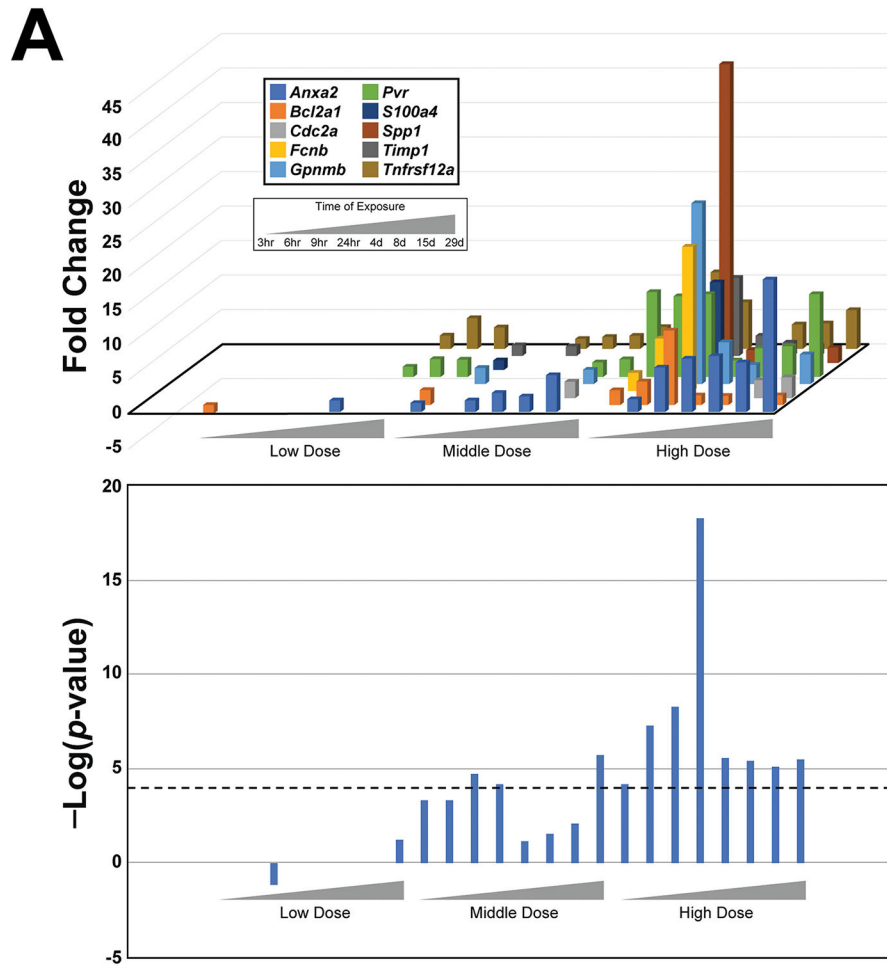 A
Fold Change
45
40
35
30
25
20
15
10
5
0
-5
Anxa2
Pvr
Bcl2a1
S100a4
Cdc2a
Spp1
Fcnb
Timp1
Gpnmb
Tnfrsf12a
Time of Exposure
3hr 6hr 9hr 24hr 4d 8d 15d 29d
Low Dose
Middle Dose
High Dose
–Log(p-value)
20
15
10
5
0
-5
Low Dose
Middle Dose
High Dose